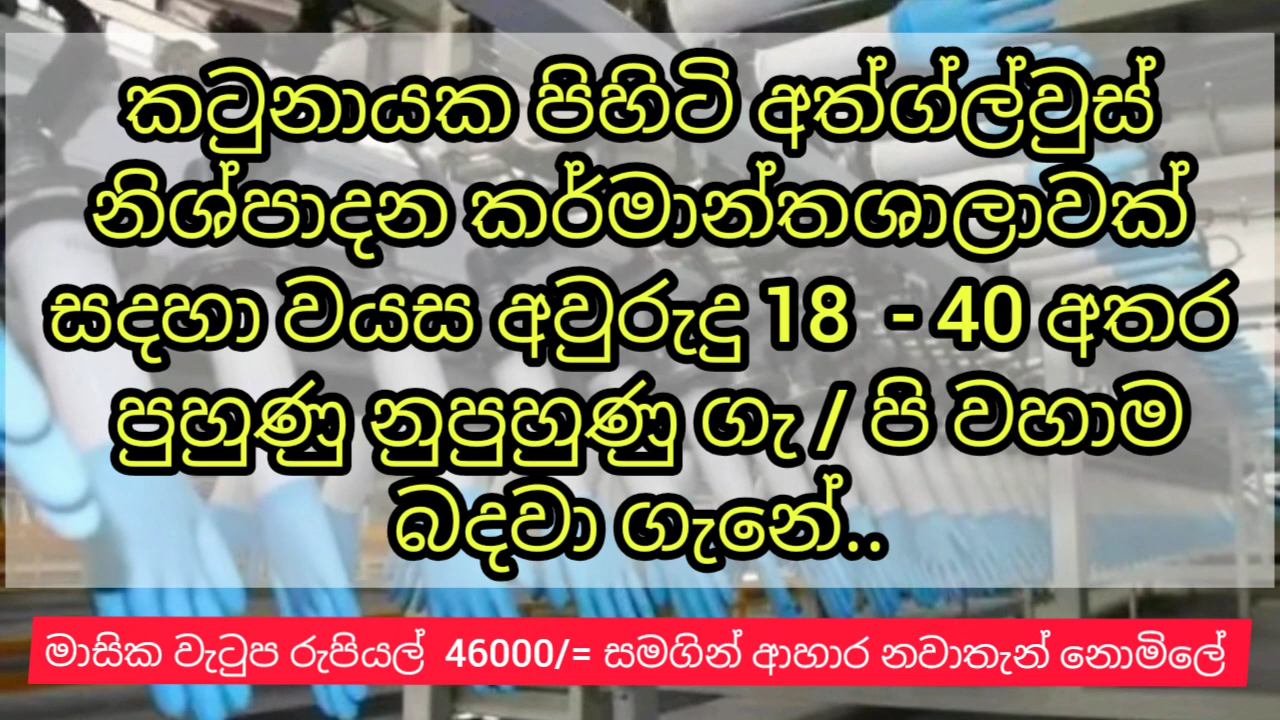 කටුනායක පිහිටි අත්ග්ල්වුස්
නිශ්පාදන කර්මාන්තශාලාවක්
සදහා වයස අවුරුදු 18 - 40 අතර
පුහුණු නුපුහුණු ගැ / පි වහාම
බදවා ගැනේ..
මාසික වැටුප රුපියල් 46000/= සමගින් ආහාර නවාතැන් නොමිලේ